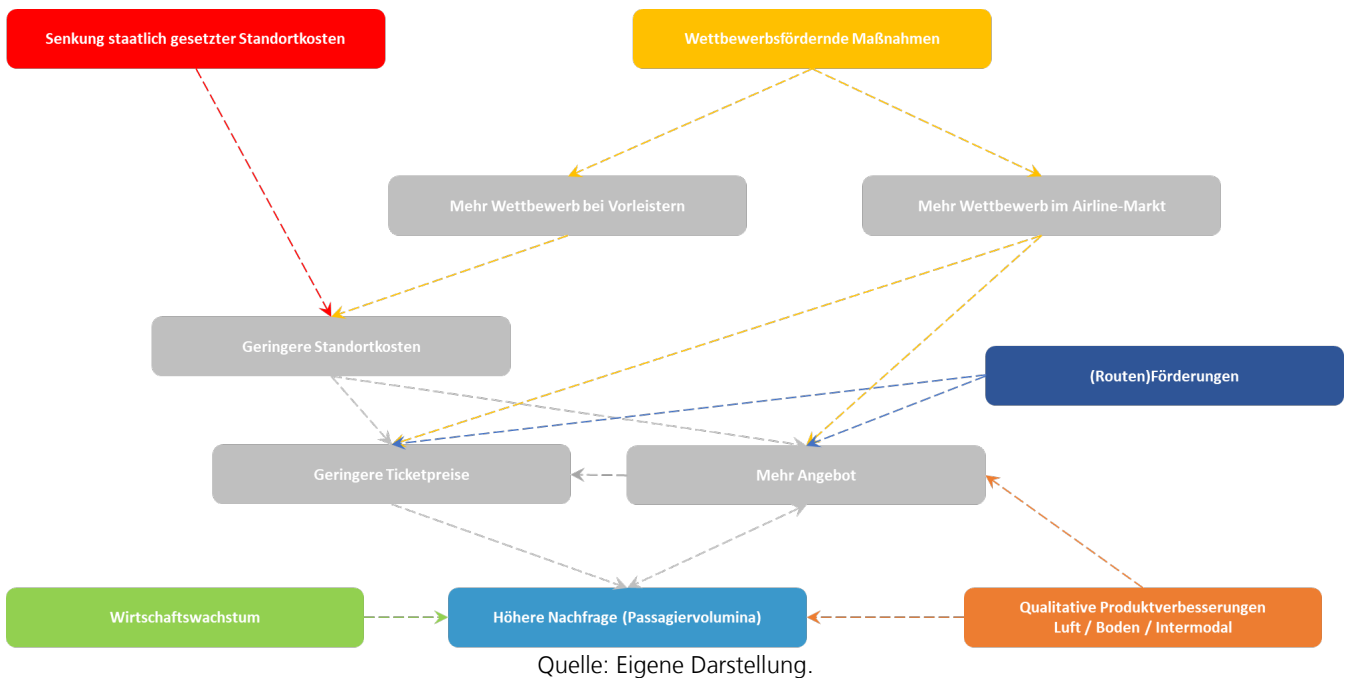 Senkung staatlich gesetzter Standortkosten
Wettbewerbsfördernde Maßnahmen
Mehr Wettbewerb bei Vorleistern
Mehr Wettbewerb im Airline-Markt
Geringere Standortkosten
(Routen)Förderungen
Geringere Ticketpreise
Mehr Angebot
Wirtschaftswachstum
Höhere Nachfrage (Passagiervolumina)
Qualitative Produktverbesserungen
Luft / Boden / Intermodal
Quelle: Eigene Darstellung.